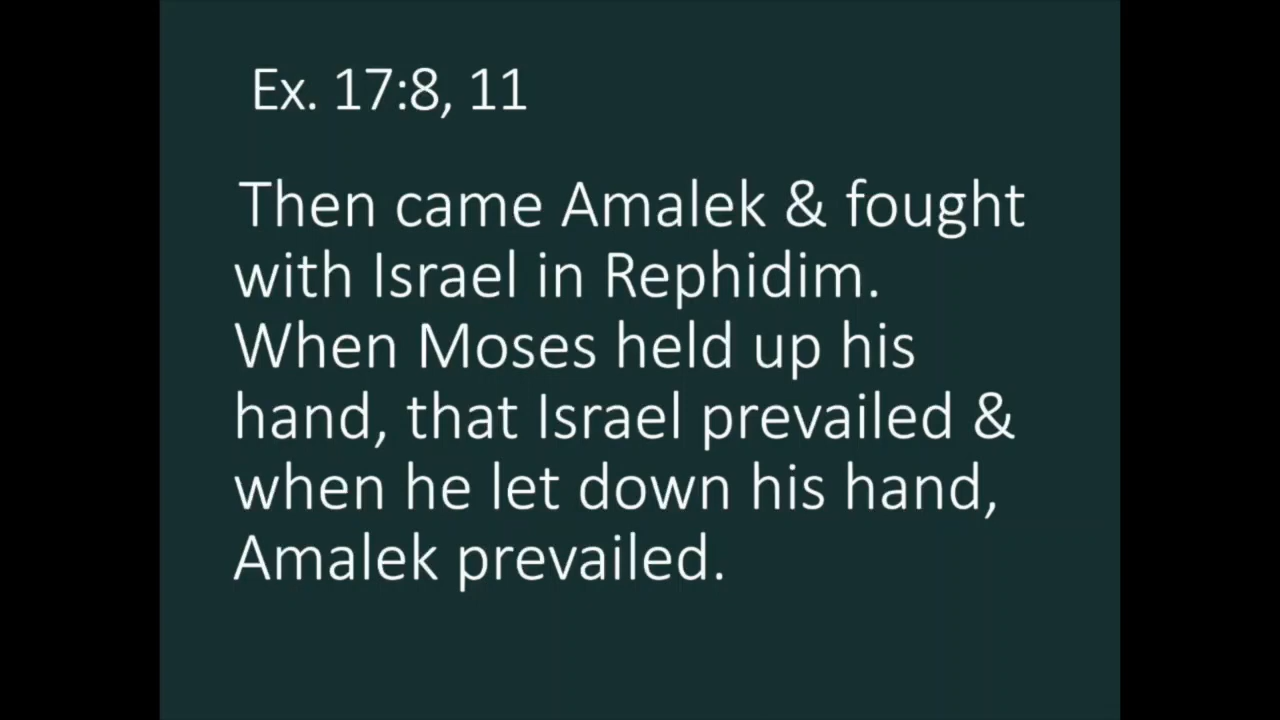 Ex. 17:8, 11
Then came Amalek & fought
with Israel in Rephidim.
When Moses held up his
hand, that Israel prevailed &
when he let down his hand,
Amalek prevailed.